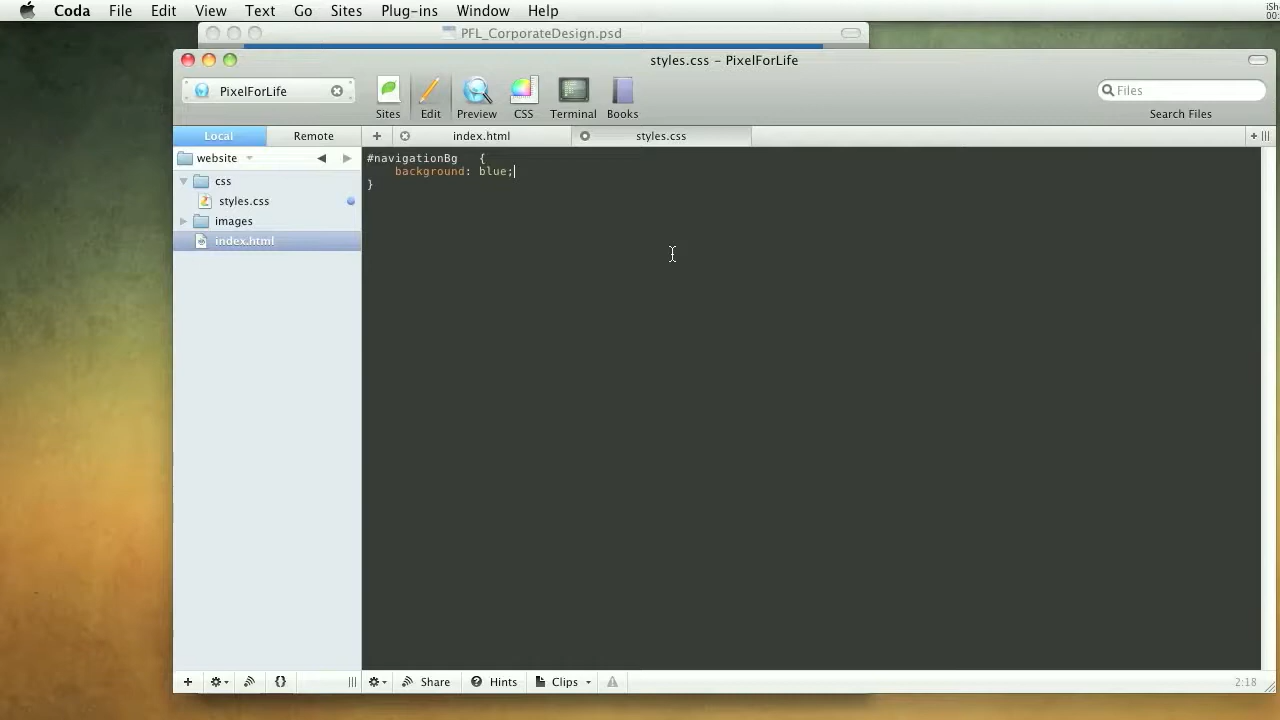 Coda File Edit View Text Go Sites Plug-ins Window Help
iSh
00:
PFL_CorporateDesign.psd
styles.css – PixelForLife
PixelForLife
Sites Edit Preview CSS Terminal Books
Files
Search Files
Local Remote
index.html styles.css
website
css
styles.css
images
index.html
#navigationBg {
background: blue;
}
Share Hints Clips
2:18